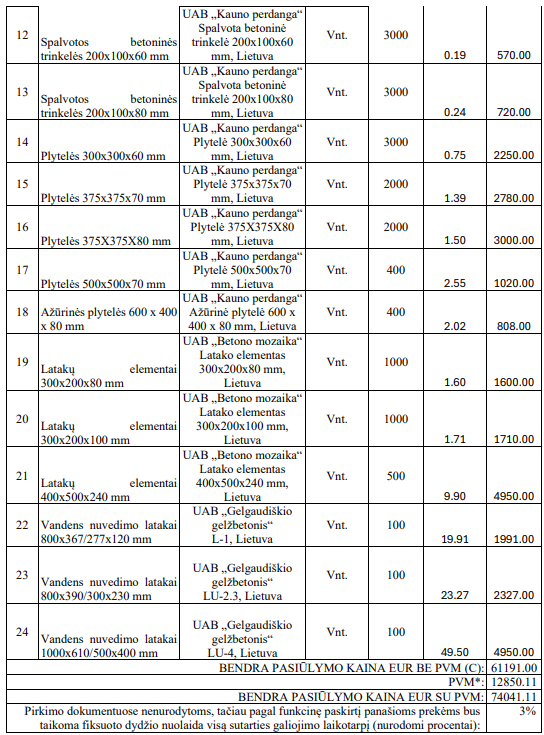 12
Spalvotos betoninės
trinkelės 200x100x60 mm
UAB „Kauno perdanga“
Spalvota betoninė
trinkelė 200x100x60
mm, Lietuva
Vnt.
3000
0.19
570.00
13
Spalvotos betoninės
trinkelės 200x100x80 mm
UAB „Kauno perdanga“
Spalvota betoninė
trinkelė 200x100x80
mm, Lietuva
Vnt.
3000
0.24
720.00
14
Plytelės 300x300x60 mm
UAB „Kauno perdanga“
Plytelė 300x300x60
mm, Lietuva
Vnt.
3000
0.75
2250.00
15
Plytelės 375x375x70 mm
UAB „Kauno perdanga“
Plytelė 375x375x70
mm, Lietuva
Vnt.
2000
1.39
2780.00
16
Plytelės 375X375X80 mm
UAB „Kauno perdanga“
Plytelė 375X375X80
mm, Lietuva
Vnt.
2000
1.50
3000.00
17
Plytelės 500x500x70 mm
UAB „Kauno perdanga“
Plytelė 500x500x70
mm, Lietuva
Vnt.
400
2.55
1020.00
18
Ažūrinės plytelės 600 x 400
x 80 mm
UAB „Kauno perdanga“
Ažūrinė plytelė 600 x
400 x 80 mm, Lietuva
Vnt.
400
2.02
808.00
19
Latakų elementai
300x200x80 mm
UAB „Betono mozaika“
Latako elementas
300x200x80 mm,
Lietuva
Vnt.
1000
1.60
1600.00
20
Latakų elementai
300x200x100 mm
UAB „Betono mozaika“
Latako elementas
300x200x100 mm,
Lietuva
Vnt.
1000
1.71
1710.00
21
Latakų elementai
400x500x240 mm
UAB „Betono mozaika“
Latako elementas
400x500x240 mm,
Lietuva
Vnt.
500
9.90
4950.00
22
Vandens nuvedimo latakai
800x367/277x120 mm
UAB „Gelgaudiškio
gelžbetonis“
L-1, Lietuva
Vnt.
100
19.91
1991.00
23
Vandens nuvedimo latakai
800x390/300x230 mm
UAB „Gelgaudiškio
gelžbetonis“
LU-2.3, Lietuva
Vnt.
100
23.27
2327.00
24
Vandens nuvedimo latakai
1000x610/500x400 mm
UAB „Gelgaudiškio
gelžbetonis“
LU-4, Lietuva
Vnt.
100
49.50
4950.00
BENDRA PASIŪLYMO KAINA EUR BE PVM (C): 61191.00
PVM*: 12850.11
BENDRA PASIŪLYMO KAINA EUR SU PVM: 74041.11
Pirkimo dokumentuose nenurodytoms, tačiau pagal funkcinę paskirtį panašioms prekėms bus 3%
taikoma fiksuoto dydžio nuolaida visą sutarties galiojimo laikotarpį (nurodomi procentai):